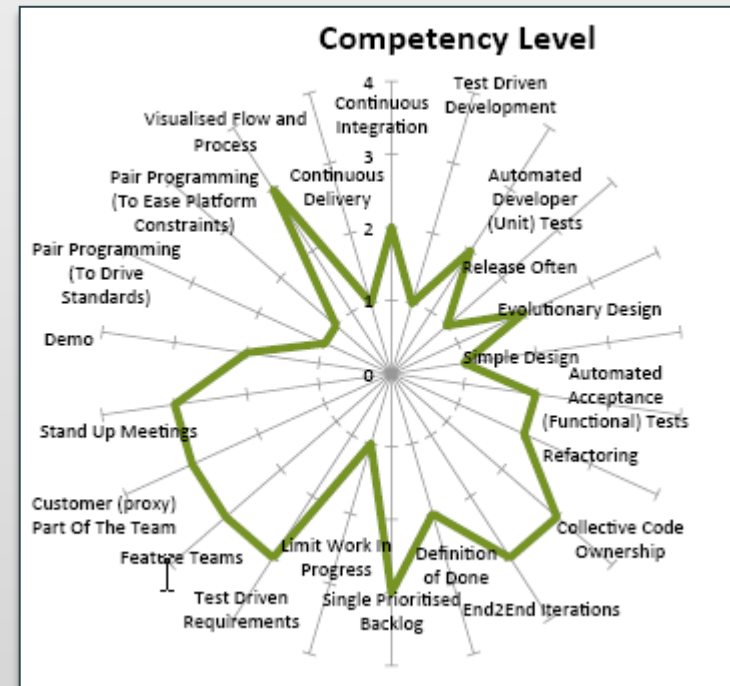 Competency Level
4
3
2
1
0
Continuous
Integration
Test Driven
Development
Visualised Flow and
Process
Continuous
Delivery
Automated
Developer
(Unit) Tests
Pair Programming
(To Ease Platform
Constraints)
Pair Programming
(To Drive
Standards)
Release Often
Evolutionary Design
Demo
Simple Design
Automated
Acceptance
(Functional) Tests
Stand Up Meetings
Refactoring
Customer (proxy)
Part Of The Team
Collective Code
Ownership
Feature Teams
Limit Work In
Progress
Definition
of Done
Test Driven
Requirements
Single Prioritised
Backlog
End2End Iterations